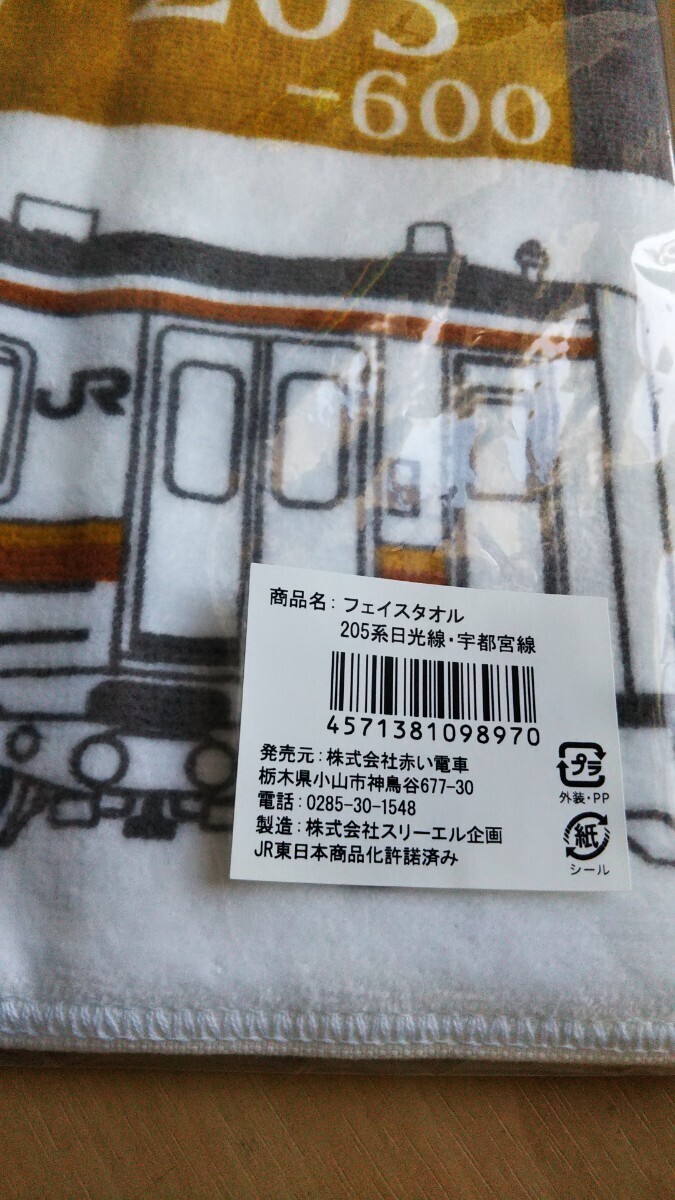 205
-600
JR
商品名：フェイスタオル
205系日光線・宇都宮線
4571381098970
発売元：株式会社赤い電車
栃木県小山市神鳥谷677-30
電話：0285-30-1548
製造：株式会社スリーエル企画
JR東日本商品化許諾済み
プラ
外装・PP
紙
シール